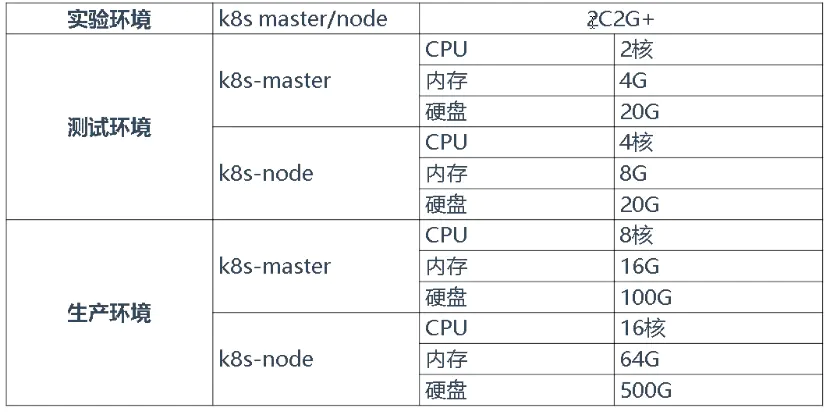 实验环境 k8s master/node 2C2G+
测试环境 k8s-master CPU 2核
内存 4G
硬盘 20G
k8s-node CPU 4核
内存 8G
硬盘 20G
生产环境 k8s-master CPU 8核
内存 16G
硬盘 100G
k8s-node CPU 16核
内存 64G
硬盘 500G